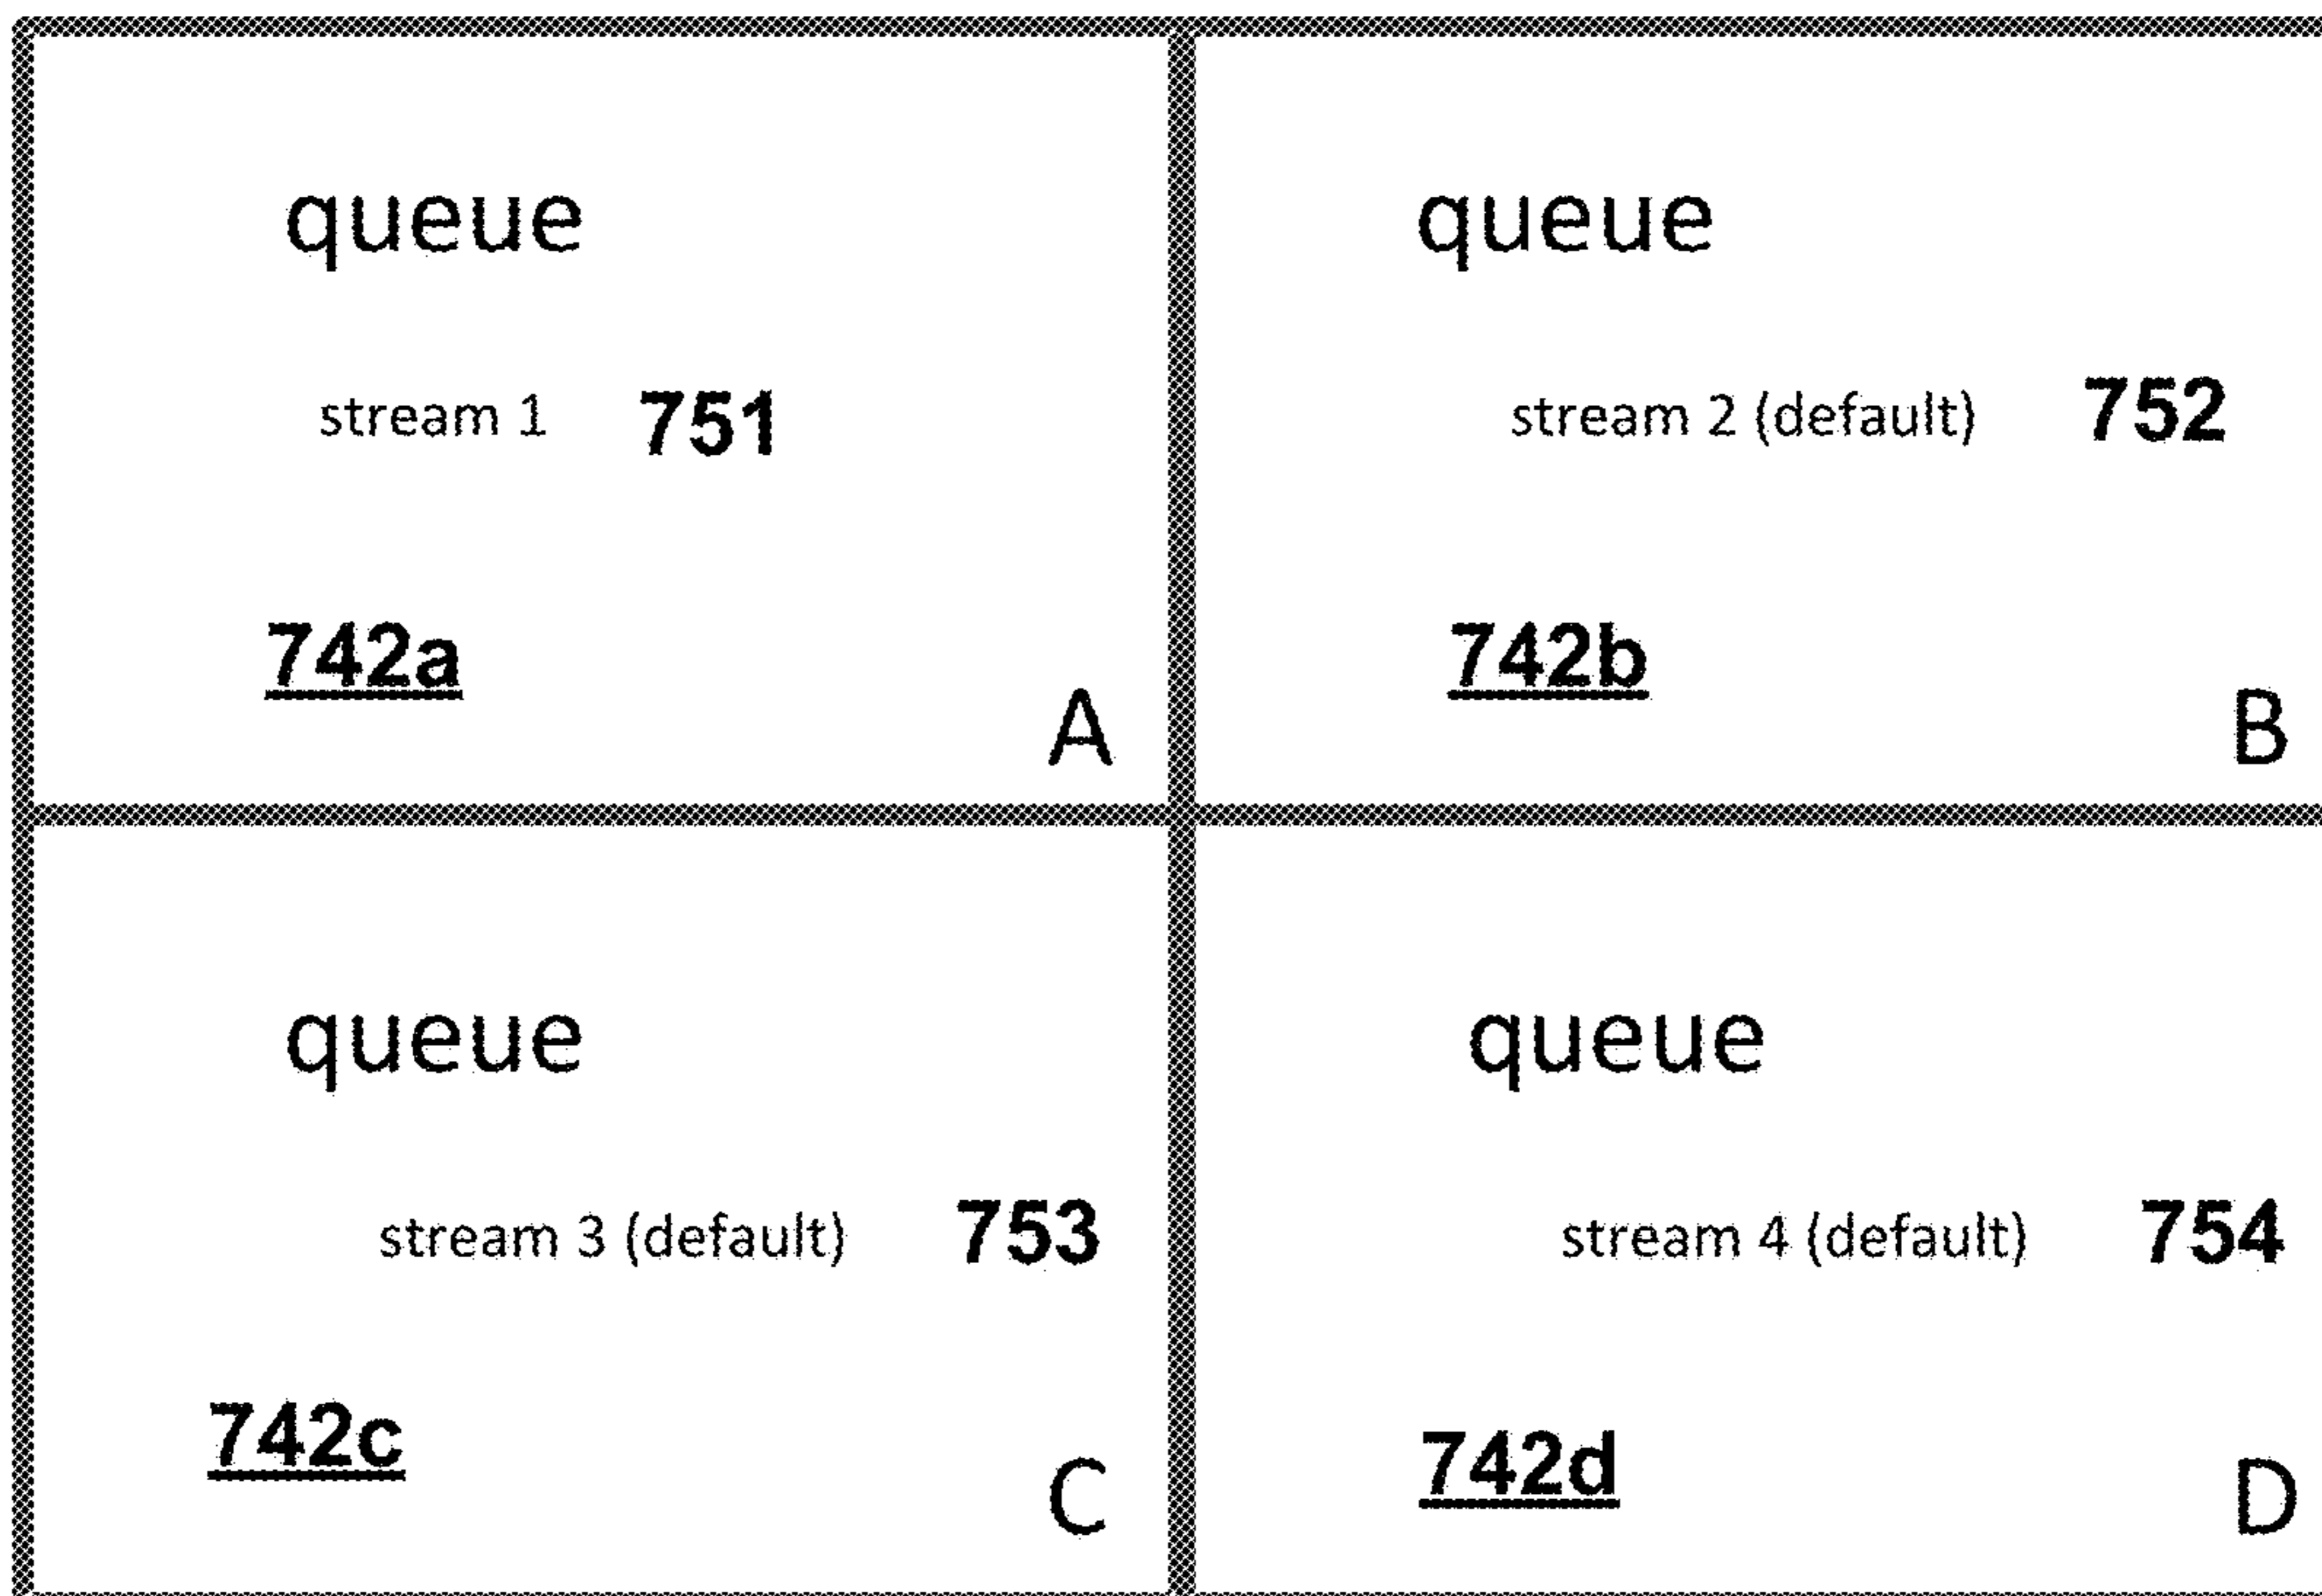 queue
stream 1 751
742a
A
queue
stream 2 (default) 752
742b
B
queue
stream 3 (default) 753
742c
C
queue
stream 4 (default) 754
742d
D